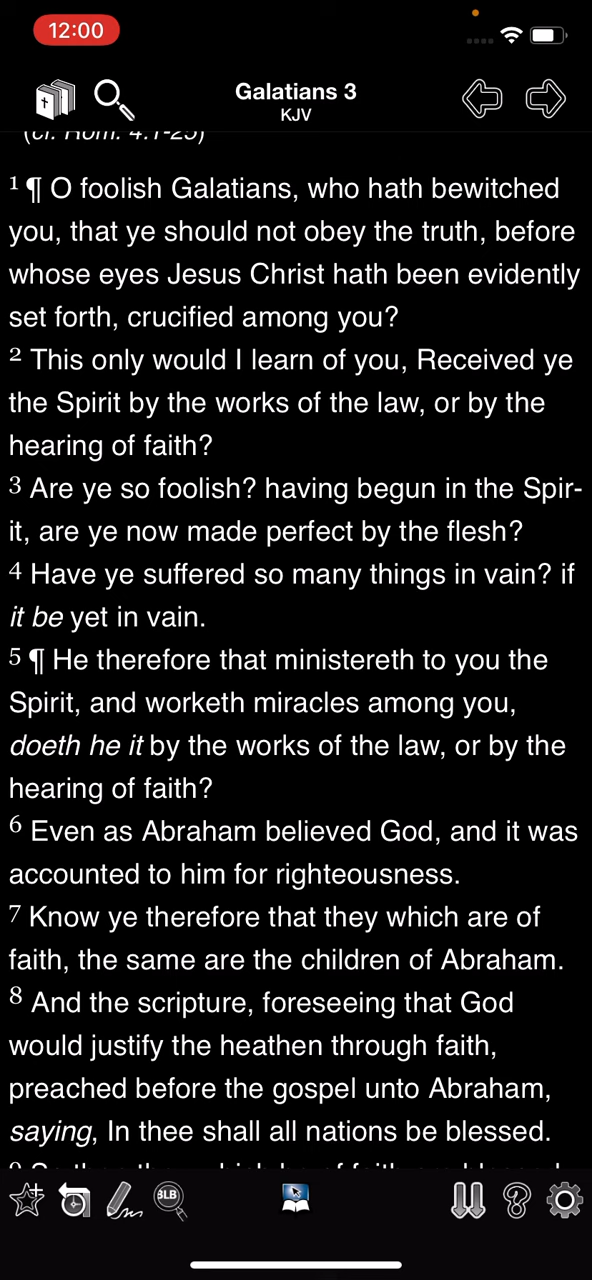 12:00
Galatians 3
KJV
(cf. Rom. 4:1-25)
1 ¶ O foolish Galatians, who hath bewitched
you, that ye should not obey the truth, before
whose eyes Jesus Christ hath been evidently
set forth, crucified among you?
2 This only would I learn of you, Received ye
the Spirit by the works of the law, or by the
hearing of faith?
3 Are ye so foolish? having begun in the Spir-
it, are ye now made perfect by the flesh?
4 Have ye suffered so many things in vain? if
it be yet in vain.
5 ¶ He therefore that ministereth to you the
Spirit, and worketh miracles among you,
doeth he it by the works of the law, or by the
hearing of faith?
6 Even as Abraham believed God, and it was
accounted to him for righteousness.
7 Know ye therefore that they which are of
faith, the same are the children of Abraham.
8 And the scripture, foreseeing that God
would justify the heathen through faith,
preached before the gospel unto Abraham,
saying, In thee shall all nations be blessed.
BLB